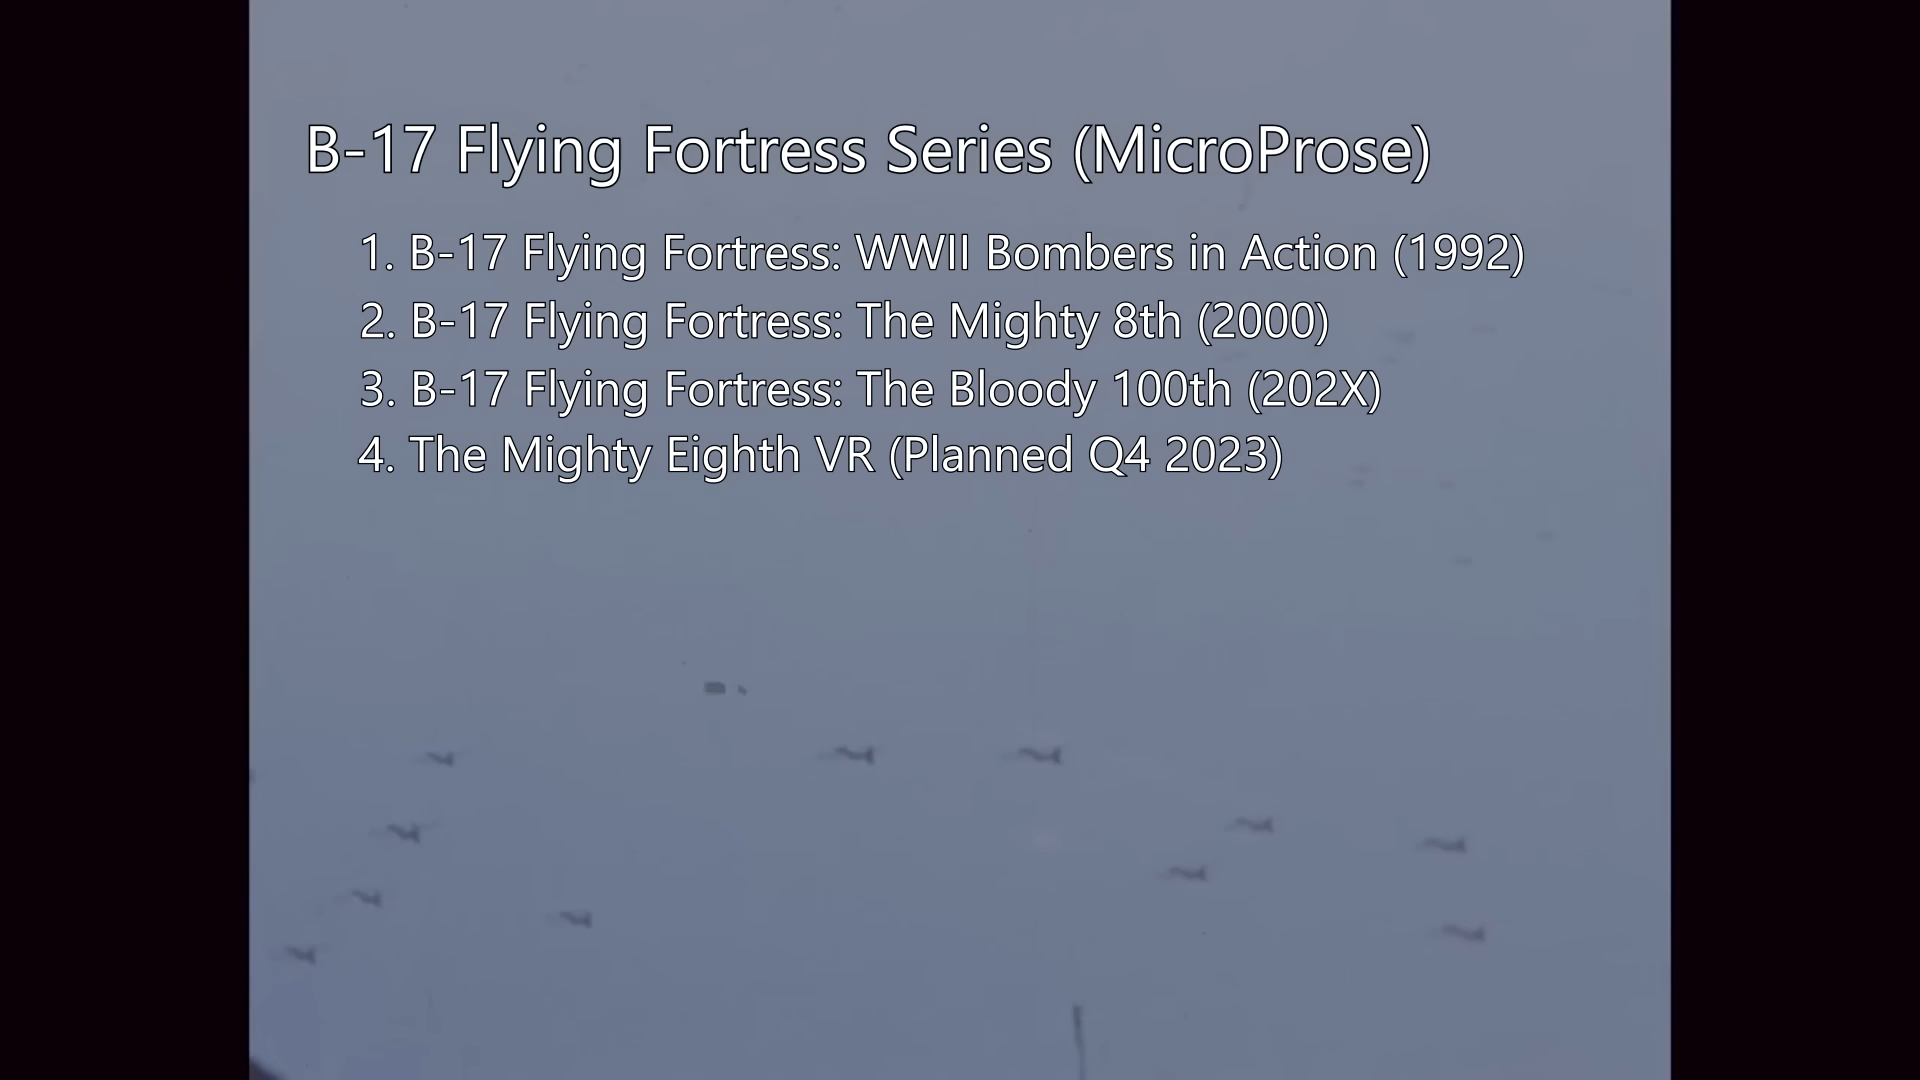 B-17 Flying Fortress Series (MicroProse)
1. B-17 Flying Fortress: WWII Bombers in Action (1992)
2. B-17 Flying Fortress: The Mighty 8th (2000)
3. B-17 Flying Fortress: The Bloody 100th (202X)
4. The Mighty Eighth VR (Planned Q4 2023)